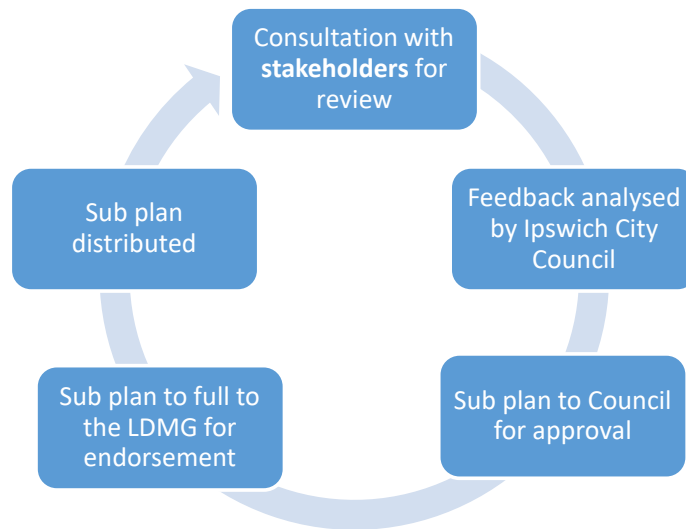 Consultation with
stakeholders for
review
Feedback analysed
by Ipswich City
Council
Sub plan to Council
for approval
Sub plan to full to
the LDMG for
endorsement
Sub plan
distributed